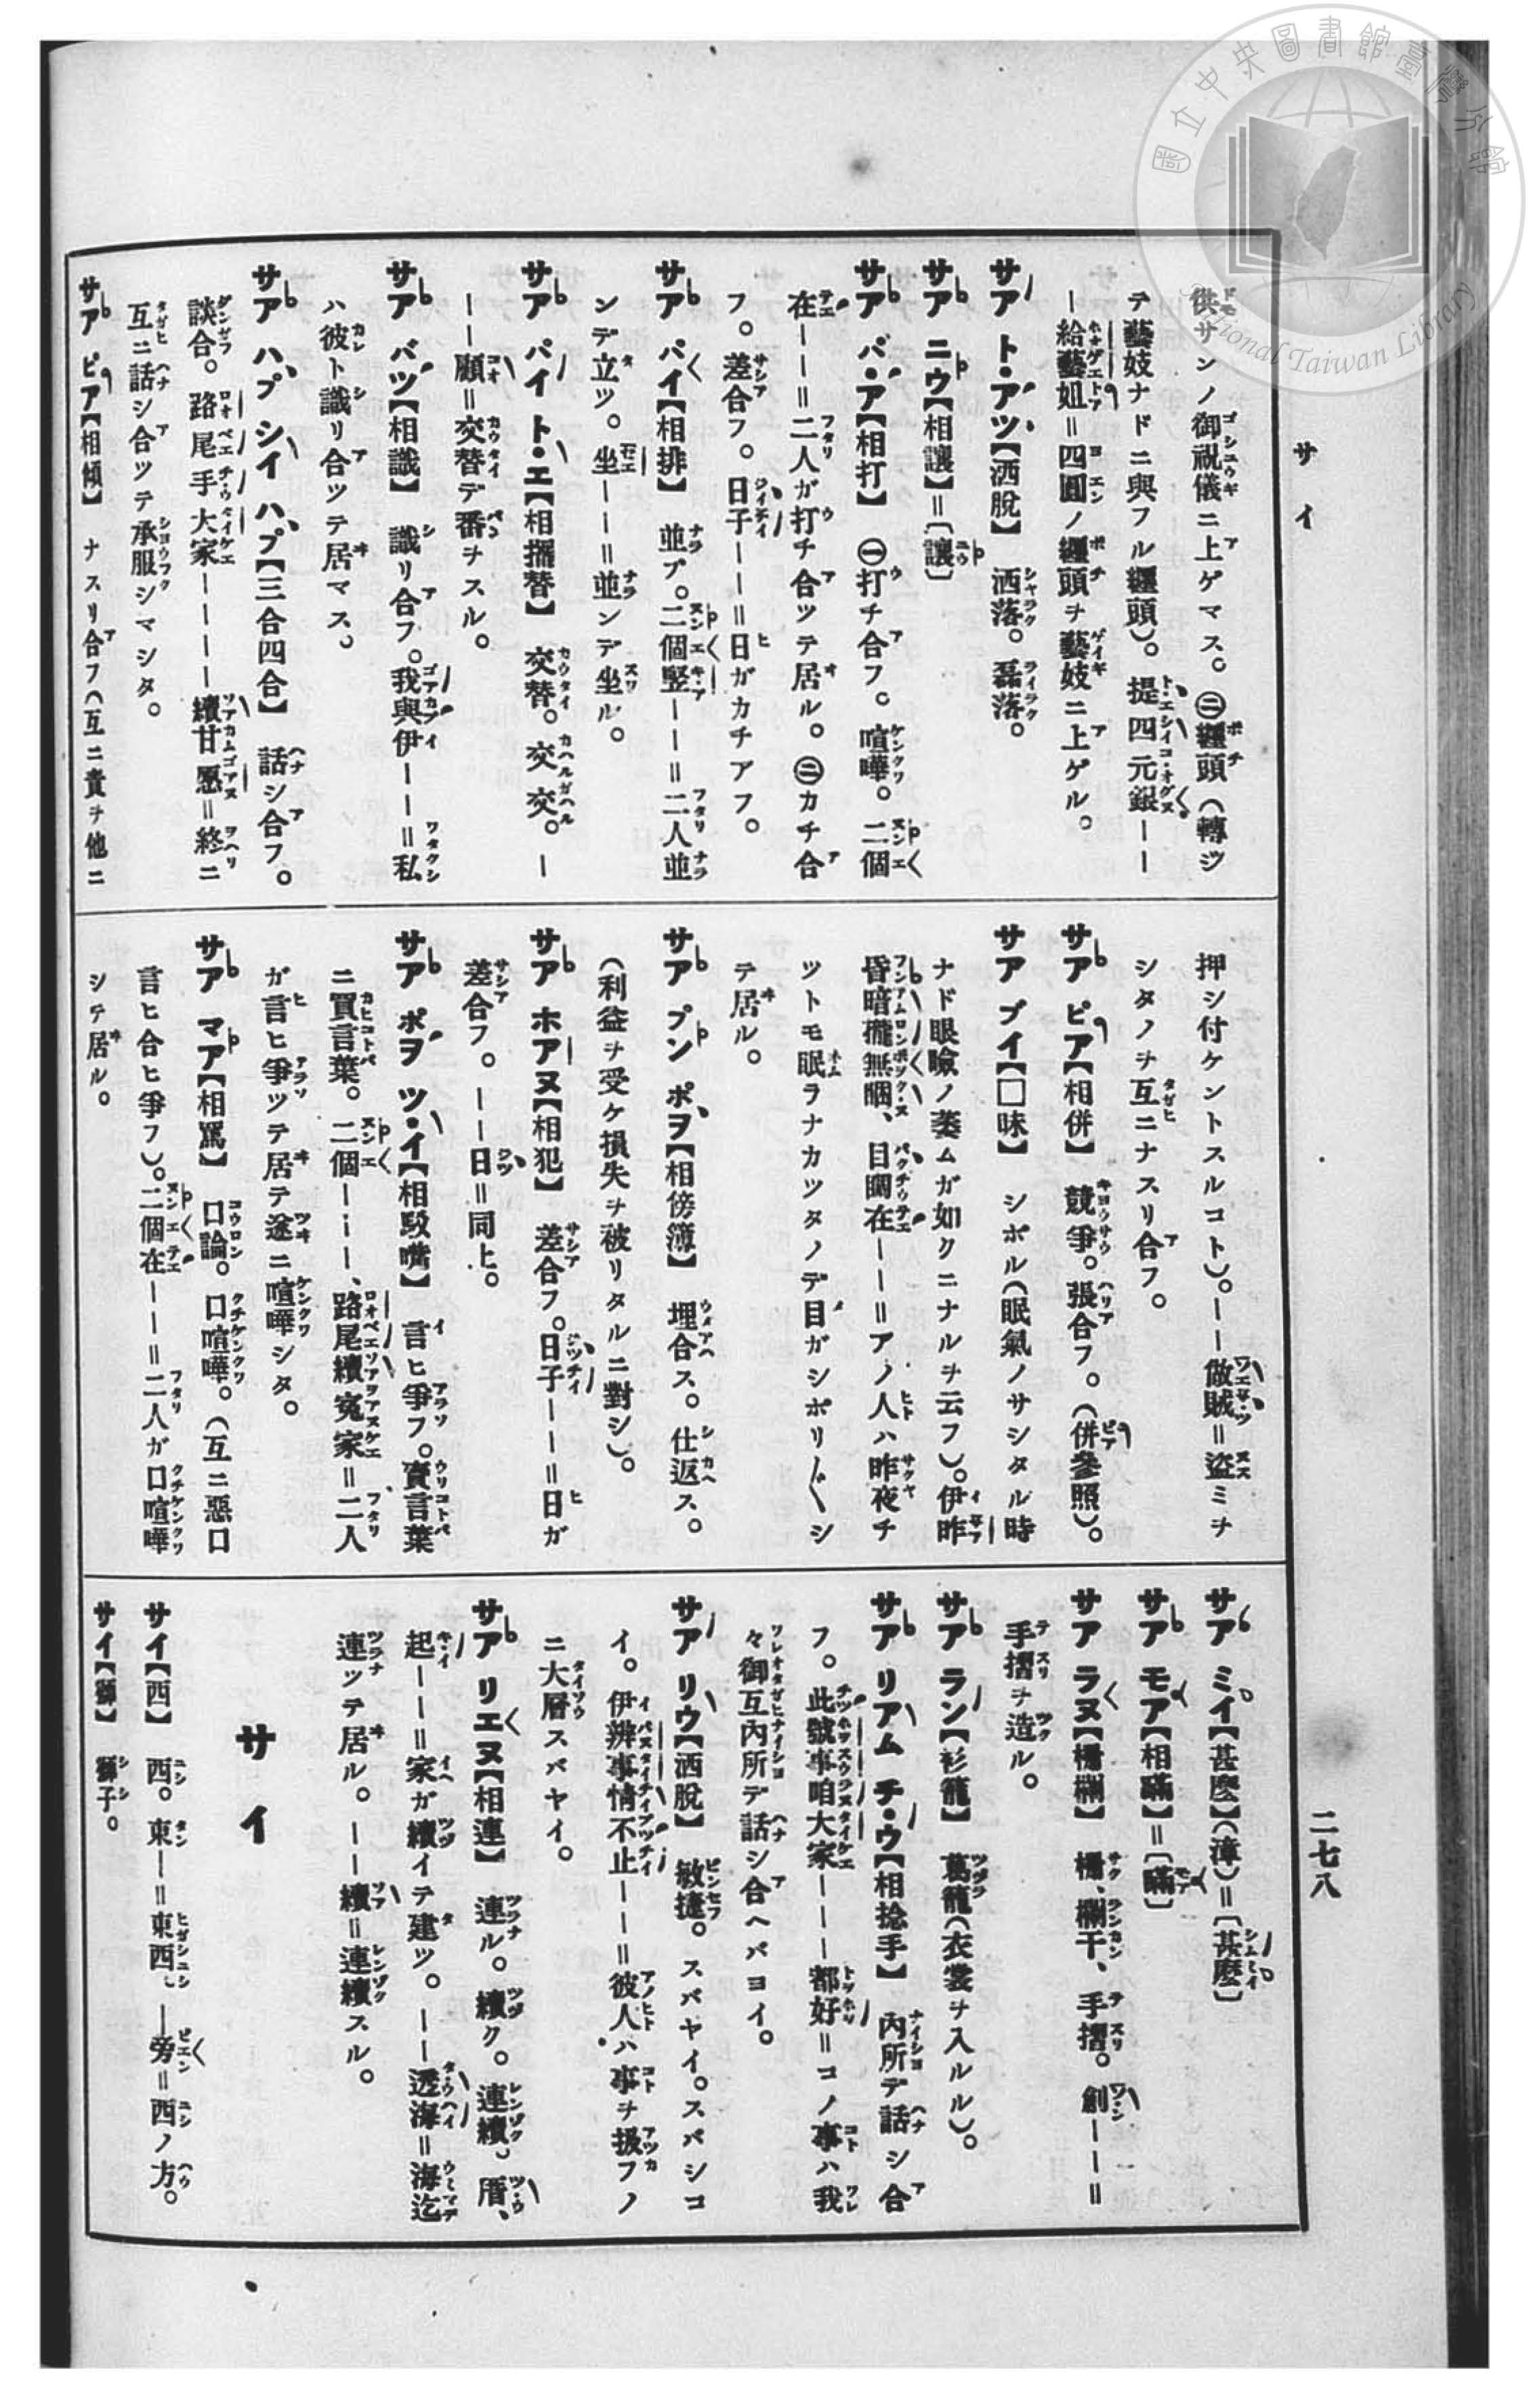 サイ
二七八
供サンノ御祝儀ニ上ゲマス。㊁纒頭（轉ジ
テ藝妓ナドニ與フル纒頭）。提四元銀——
—給藝妲＝四圓ノ纒頭ヲ藝妓ニ上ゲル。
サア ト・アツ【洒脫】 洒落。磊落。
サア ニウ【相讓】＝〔讓〕
サア パ・ア【相打】 ㊀打チ合フ。喧嘩。二個
在——＝二人ガ打チ合ツテ居ル。㊁カチ合
フ。差合フ。日子——＝日ガカチアフ。
サア パイ【相排】 並ブ。二個竪——＝二人並
ンデ立ツ。坐——＝並ンデ坐ル。
サア パイ ト・エ【相擺替】 交替。交交。—
——顧＝交替デ番ヲスル。
サア バツ【相識】 識リ合フ。我與伊——＝私
ハ彼ト識リ合ツテ居マス。
サア ハプ シイ ハプ【三合四合】 話シ合フ。
談合。路尾手大家————續甘愿＝終ニ
互ニ話シ合ツテ承服シマシタ。
サア ピア【相傾】 ナスリ合フ（互ニ責ヲ他ニ
押シ付ケントスルコト）。——做賊＝盜ミヲ
シタノヲ互ニナスリ合フ。
サア ピア【相併】 競爭。張合フ。（併參照）。
サア ブイ【□味】 シボル（眠氣ノサシタル時
ナド眼瞼ノ萎ムガ如クニナルヲ云フ）。伊昨
昏暗攏無睏、目睭在——＝アノ人ハ昨夜チ
ツトモ眠ラナカツタノデ目ガシボリ〱シ
テ居ル。
サア プン ポヲ【相傍簿】 埋合ス。仕返ス。
（利益ヲ受ケ損失ヲ被リタルニ對シ）。
サア ホアヌ【相犯】 差合フ。日子——＝日ガ
差合フ。——日＝同上。
サア ポヲ ツ・イ【相駁嘴】 言ヒ爭フ。賣言葉
ニ買言葉。二個———、路尾續寃家＝二人
ガ言ヒ爭ツテ居テ遂ニ喧嘩シタ。
サア マア【相罵】 口論。口喧嘩。（互ニ惡口
言ヒ合ヒ爭フ）。二個在——＝二人ガ口喧嘩
シテ居ル。
サア ミイ【甚麼】（漳）＝〔甚麼〕
サア モア【相瞞】＝〔瞞〕
サア ラヌ【柵欄】 柵、欄干、手摺。創——＝
手摺ヲ造ル。
サア ラン【衫籠】 葛籠（衣裳ヲ入ルル）。
サア リアム チ・ウ【相捻手】 內所デ話シ合
フ。此號事咱大家———都好＝コノ事ハ我
々御互內所デ話シ合ヘバヨイ。
サア リウ【洒脫】 敏捷。スバヤイ。スバシコ
イ。伊辨事情不止——＝彼人ハ事ヲ扱フノ
ニ大層スバヤイ。
サア リエヌ【相連】 連ル。續ク。連續。厝、
起——＝家ガ續イテ建ツ。——透海＝海迄
連ツテ居ル。——續＝連續スル。
サイ
サイ【西】 西。東—＝東西。—旁＝西ノ方。
サイ【獅】 獅子。